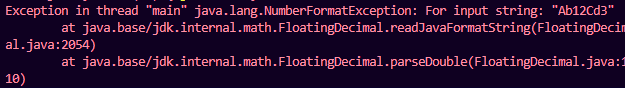 Exception in thread "main" java.lang.NumberFormatException: For input string: "Ab12Cd3"
at java.base/jdk.internal.math.FloatingDecimal.readJavaFormatString(FloatingDecim
al.java:2054)
at java.base/jdk.internal.math.FloatingDecimal.parseDouble(FloatingDecimal.java:1
10)